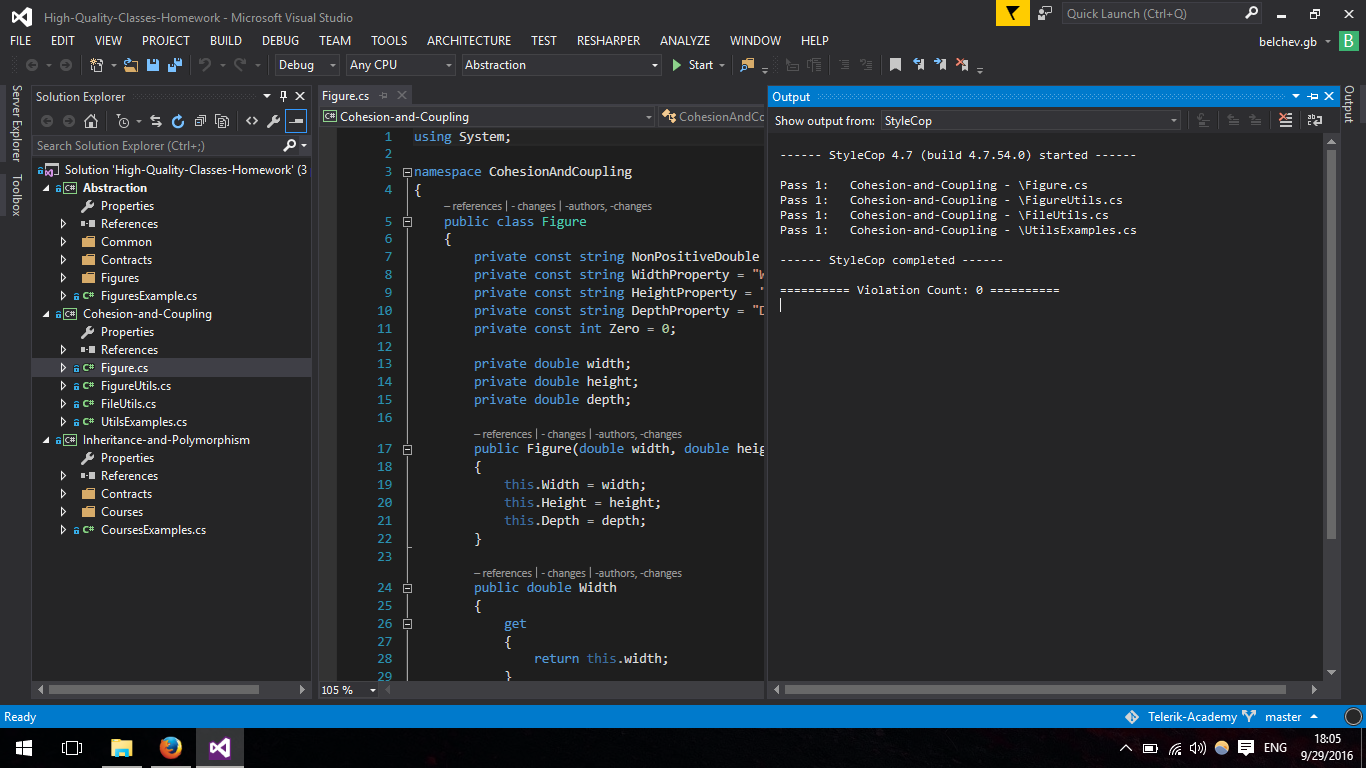 High-Quality-Classes-Homework - Microsoft Visual Studio
Quick Launch (Ctrl+Q)
FILE EDIT VIEW PROJECT BUILD DEBUG TEAM TOOLS ARCHITECTURE TEST RESHARPER ANALYZE WINDOW HELP
belchev.gb
B
Debug
Any CPU
Abstraction
Start
Server Explorer
Toolbox
Solution Explorer
Search Solution Explorer (Ctrl+;)
Solution 'High-Quality-Classes-Homework' (3
C# Abstraction
Properties
References
Common
Contracts
Figures
C# FiguresExample.cs
C# Cohesion-and-Coupling
Properties
References
C# Figure.cs
C# FigureUtils.cs
C# FileUtils.cs
C# UtilsExamples.cs
C# Inheritance-and-Polymorphism
Properties
References
Contracts
Courses
C# CoursesExamples.cs
Figure.cs
C# Cohesion-and-Coupling
CohesionAndCo
1 using System;
2
3 namespace CohesionAndCoupling
4 {
– references | - changes | -authors, -changes
5 public class Figure
6 {
7 private const string NonPositiveDouble
8 private const string WidthProperty = "W
9 private const string HeightProperty = "
10 private const string DepthProperty = "D
11 private const int Zero = 0;
12
13 private double width;
14 private double height;
15 private double depth;
16
– references | - changes | -authors, -changes
17 public Figure(double width, double heig
18 {
19 this.Width = width;
20 this.Height = height;
21 this.Depth = depth;
22 }
23
– references | - changes | -authors, -changes
24 public double Width
25 {
26 get
27 {
28 return this.width;
29 }
105 %
Output
Show output from: StyleCop
------ StyleCop 4.7 (build 4.7.54.0) started ------
Pass 1: Cohesion-and-Coupling - \Figure.cs
Pass 1: Cohesion-and-Coupling - \FigureUtils.cs
Pass 1: Cohesion-and-Coupling - \FileUtils.cs
Pass 1: Cohesion-and-Coupling - \UtilsExamples.cs
------ StyleCop completed ------
========== Violation Count: 0 ==========
Output
Ready
Telerik-Academy
master
ENG
18:05
9/29/2016